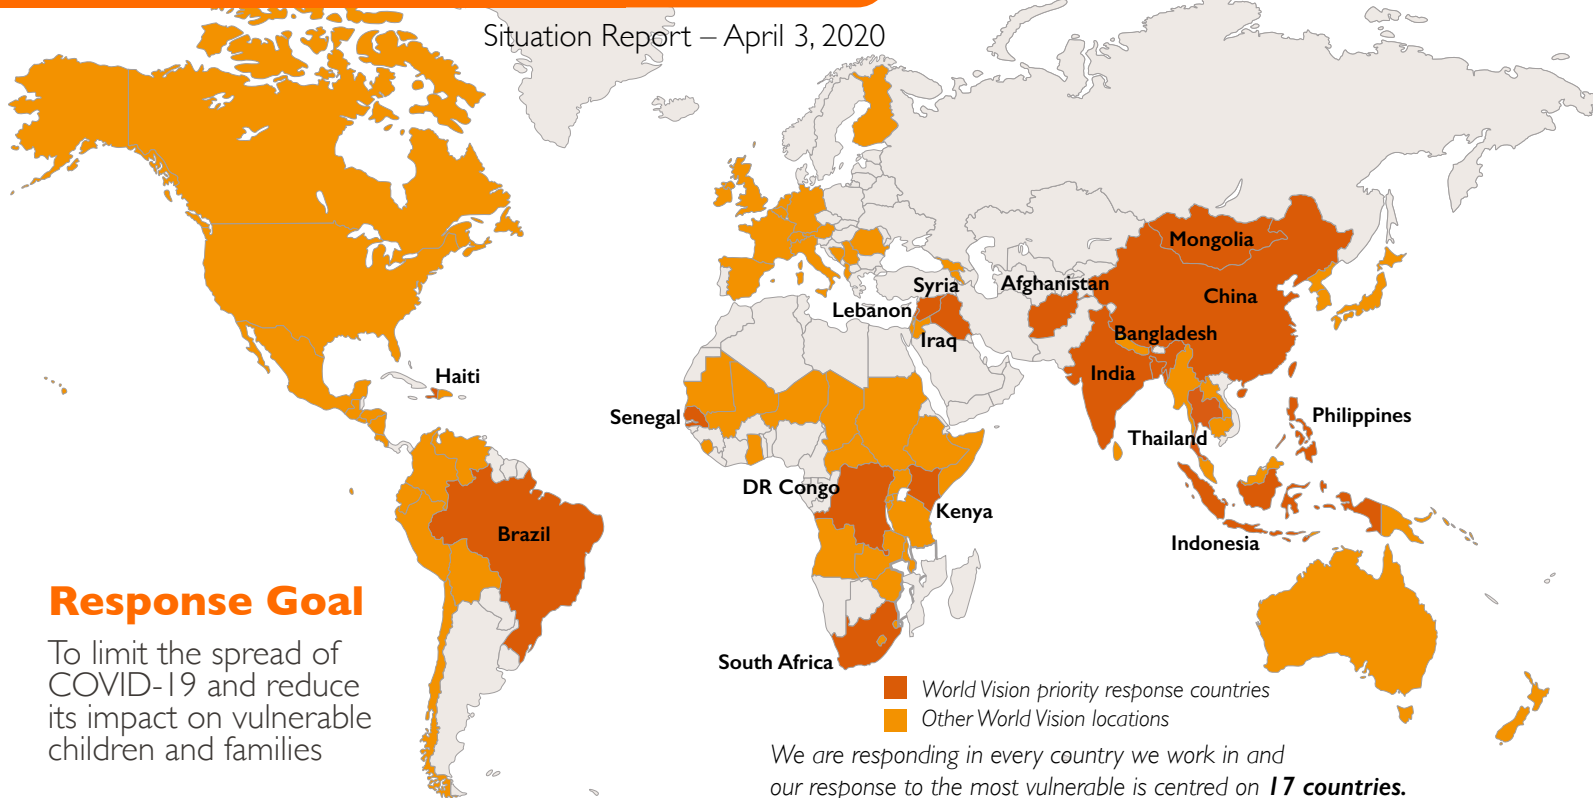 Situation Report – April 3, 2020
Mongolia
Syria
Afghanistan
China
Lebanon
Bangladesh
Iraq
India
Haiti
Senegal
Philippines
Thailand
DR Congo
Kenya
Brazil
Indonesia
Response Goal
To limit the spread of
COVID-19 and reduce
its impact on vulnerable
children and families
South Africa
World Vision priority response countries
Other World Vision locations
We are responding in every country we work in and
our response to the most vulnerable is centred on 17 countries.